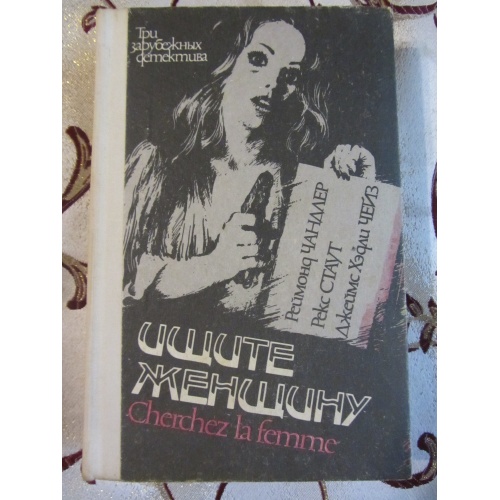 Три
зарубежных
детектива
Реймонд ЧАНДЛЕР
Рекс СТАУТ
Джеймс Хэдли ЧЕЙЗ
ИЩИТЕ
ЖЕНЩИНУ
Cherchez la femme